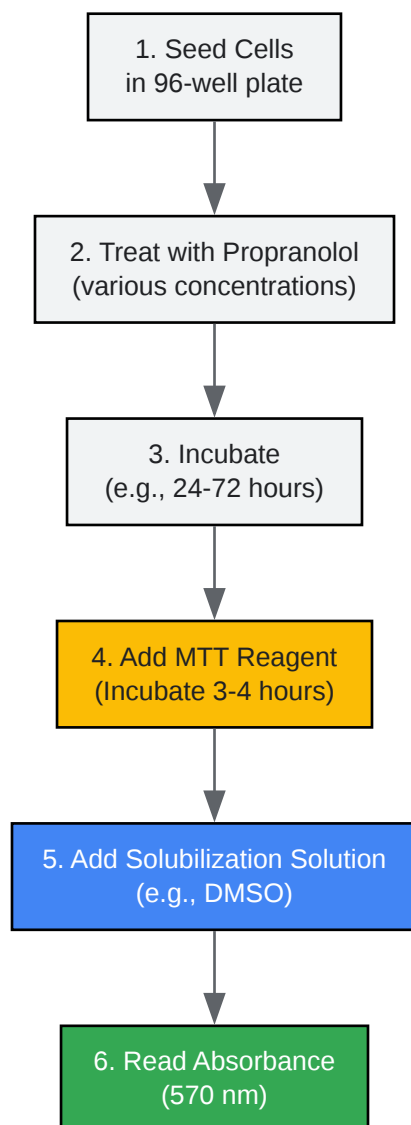 1. Seed Cells
in 96-well plate
2. Treat with Propranolol
(various concentrations)
3. Incubate
(e.g., 24-72 hours)
4. Add MTT Reagent
(Incubate 3-4 hours)
5. Add Solubilization Solution
(e.g., DMSO)
6. Read Absorbance
(570 nm)